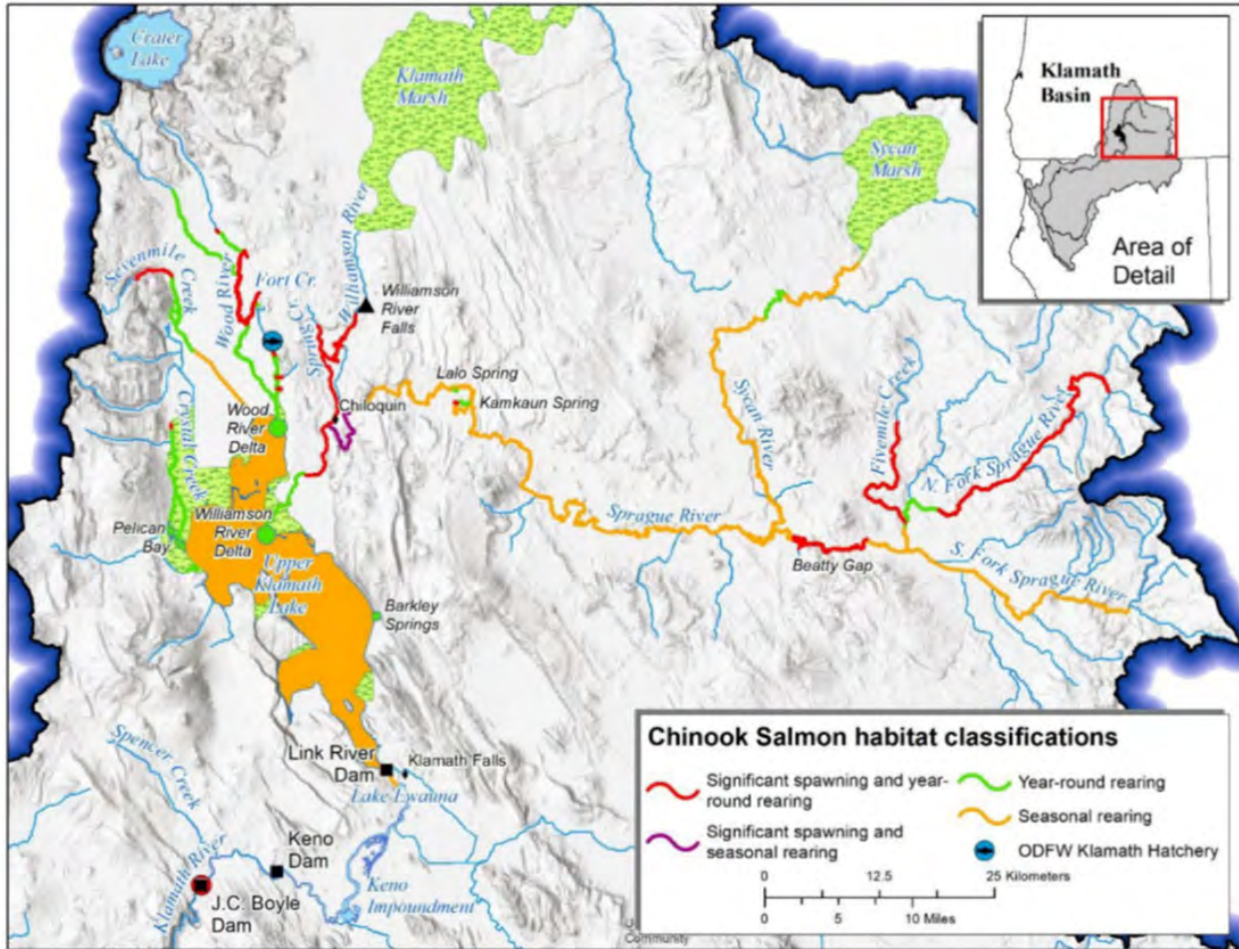 Crater
Lake
Klamath
Marsh
Sycan
Marsh
Klamath
Basin
Area of
Detail
Sevenmile
Creek
Wood River
Fort Cr.
Spring Cr.
Williamson River
Williamson
River
Falls
Lalo Spring
Kamkaun Spring
Chiloquin
Wood
River
Delta
Crystal Creek
Sycan River
Fivemile Creek
N. Fork Sprague River
Pelican
Bay
Williamson
River
Delta
Upper
Klamath
Lake
Sprague River
Beatty Gap
S. Fork Sprague River
Barkley
Springs
Link River
Dam
Klamath Falls
Lake Ewauna
Spencer
Creek
Keno
Dam
Klamath River
J.C. Boyle
Dam
Keno
Impoundment
Community
Chinook Salmon habitat classifications
Significant spawning and year-
round rearing
Significant spawning and
seasonal rearing
Year-round rearing
Seasonal rearing
ODFW Klamath Hatchery
0 12.5 25 Kilometers
0 5 10 Miles